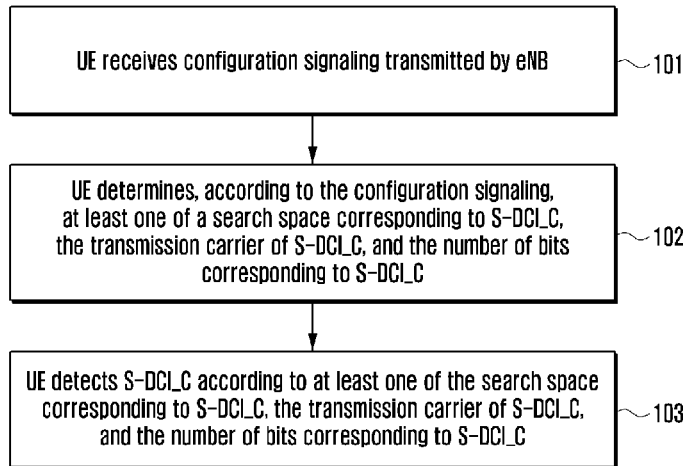 UE receives configuration signaling transmitted by eNB
101
UE determines, according to the configuration signaling,
at least one of a search space corresponding to S-DCI_C,
the transmission carrier of S-DCI_C, and the number of bits
corresponding to S-DCI_C
102
UE detects S-DCI_C according to at least one of the search space
corresponding to S-DCI_C, the transmission carrier of S-DCI_C,
and the number of bits corresponding to S-DCI_C
103